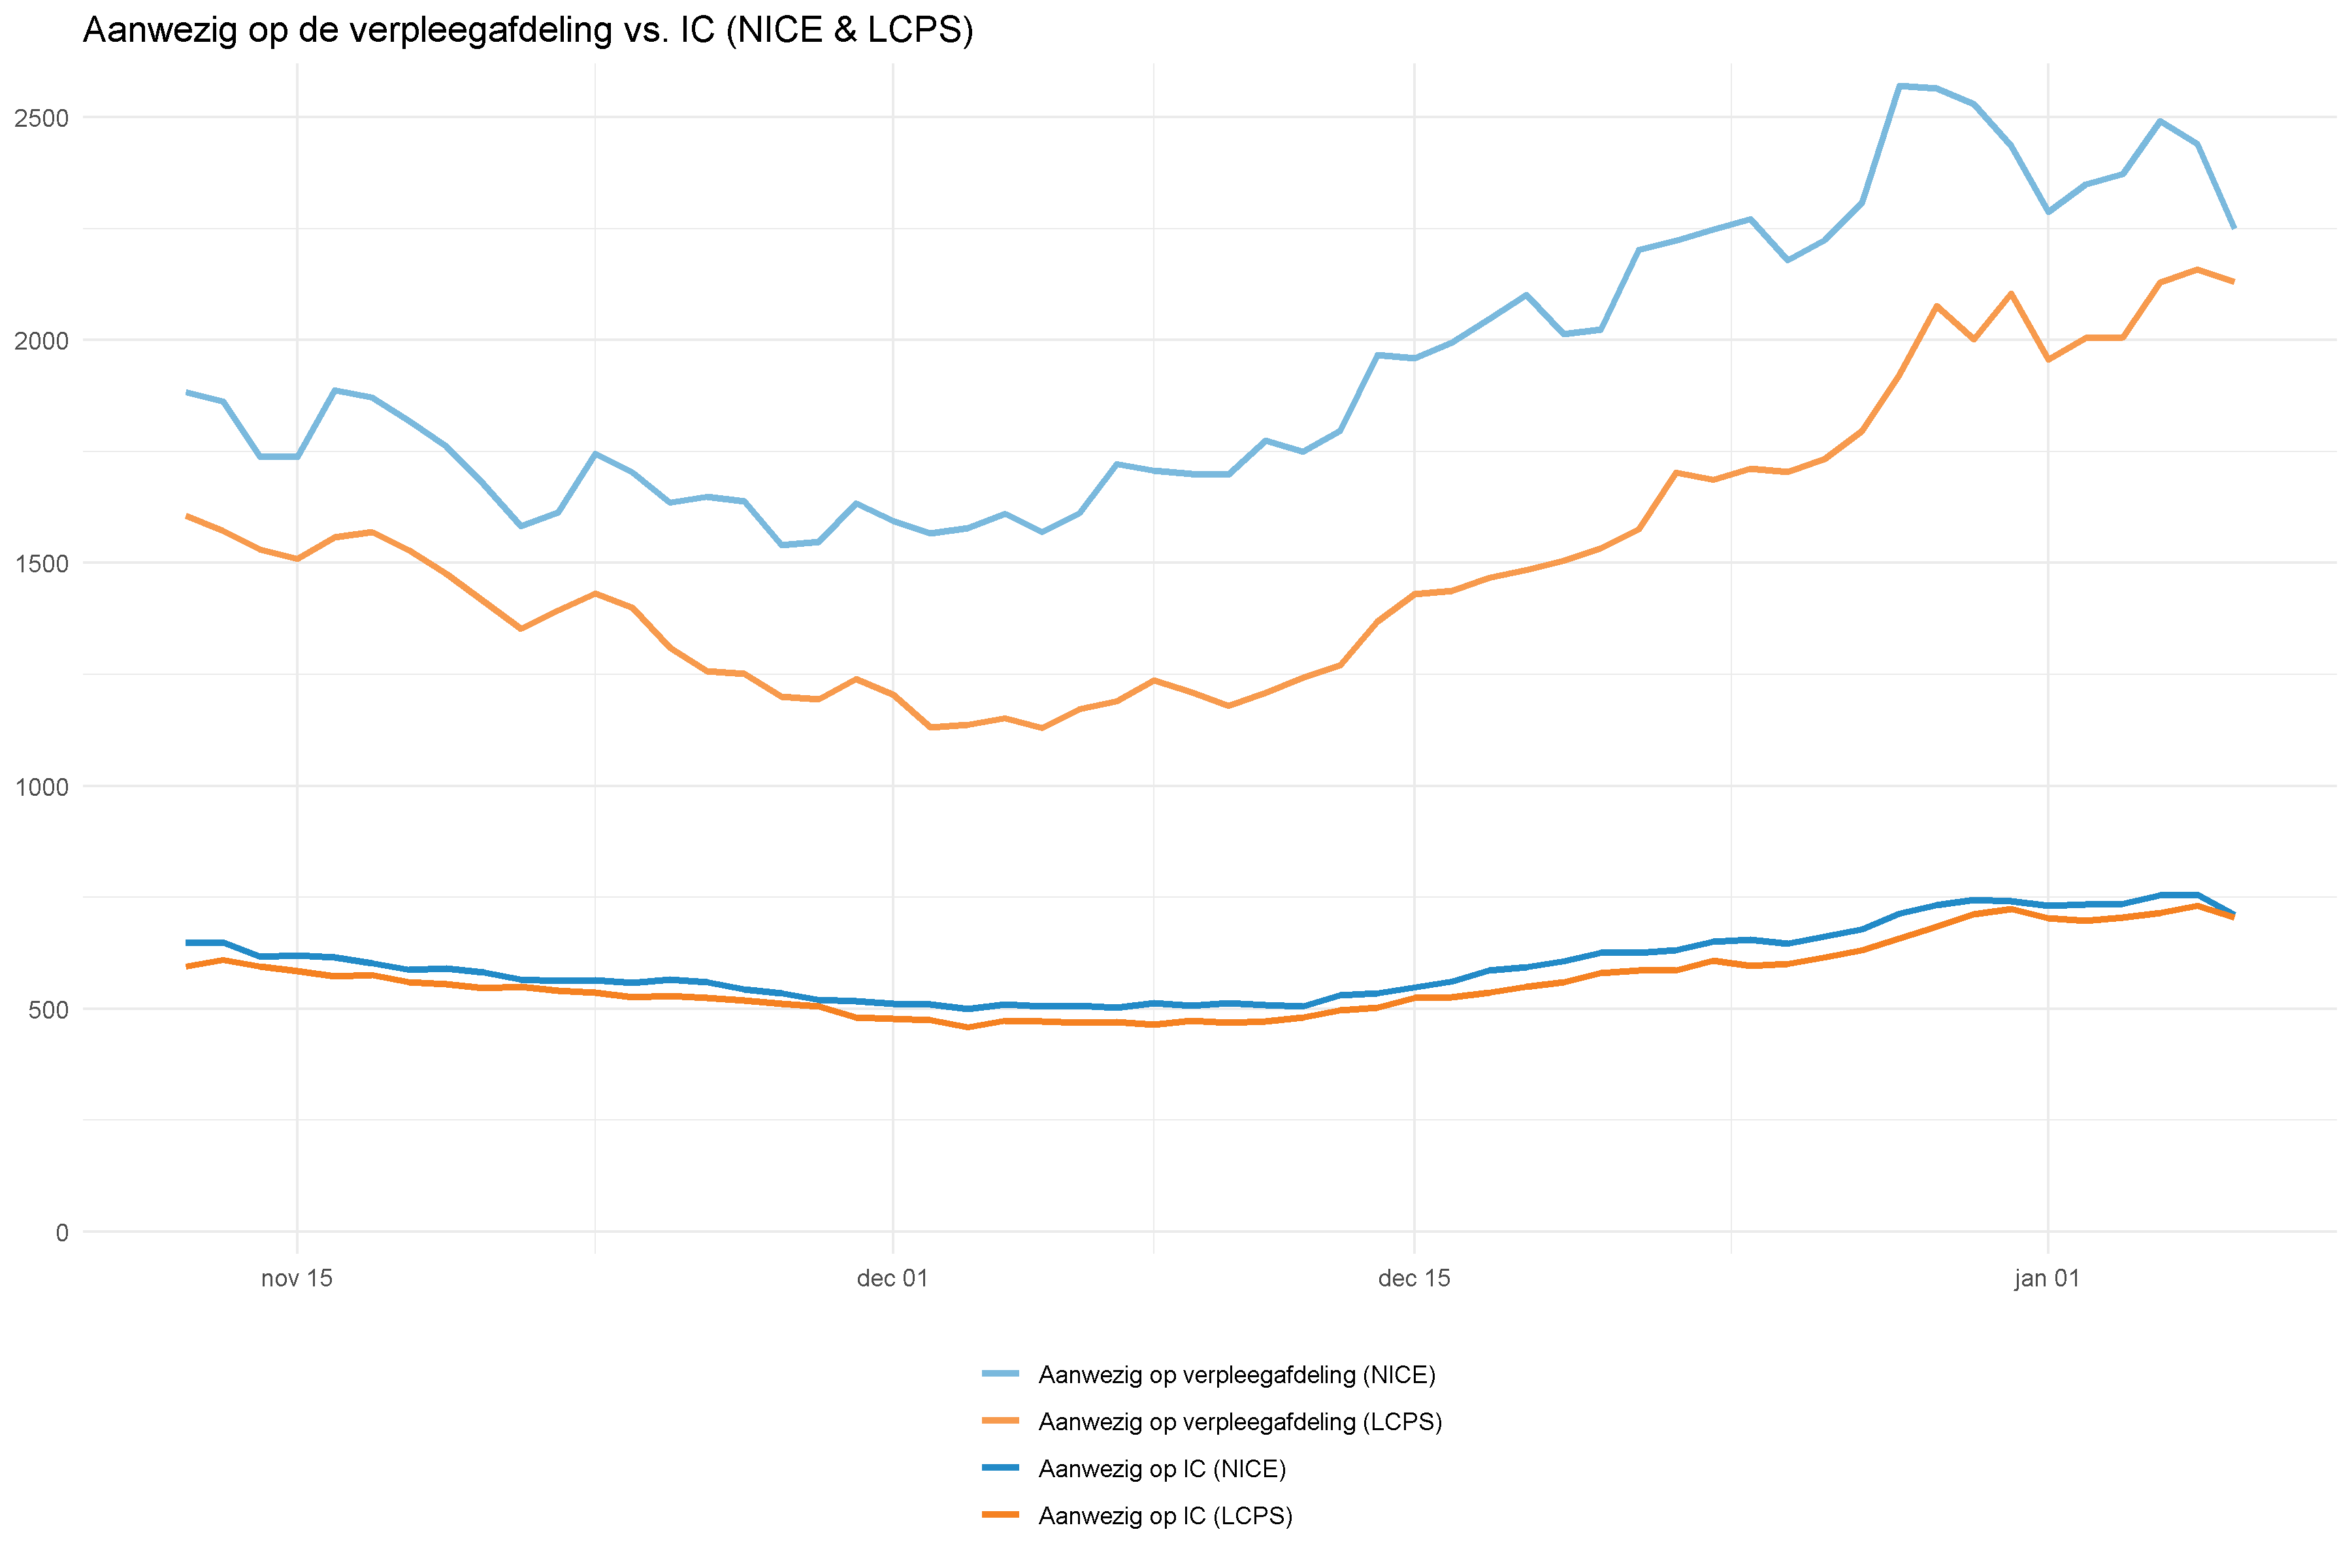 Aanwezig op de verpleegafdeling vs. IC (NICE & LCPS)
2500
2000
1500
1000
500
0
nov 15 dec 01 dec 15 jan 01
Aanwezig op verpleegafdeling (NICE)
Aanwezig op verpleegafdeling (LCPS)
Aanwezig op IC (NICE)
Aanwezig op IC (LCPS)